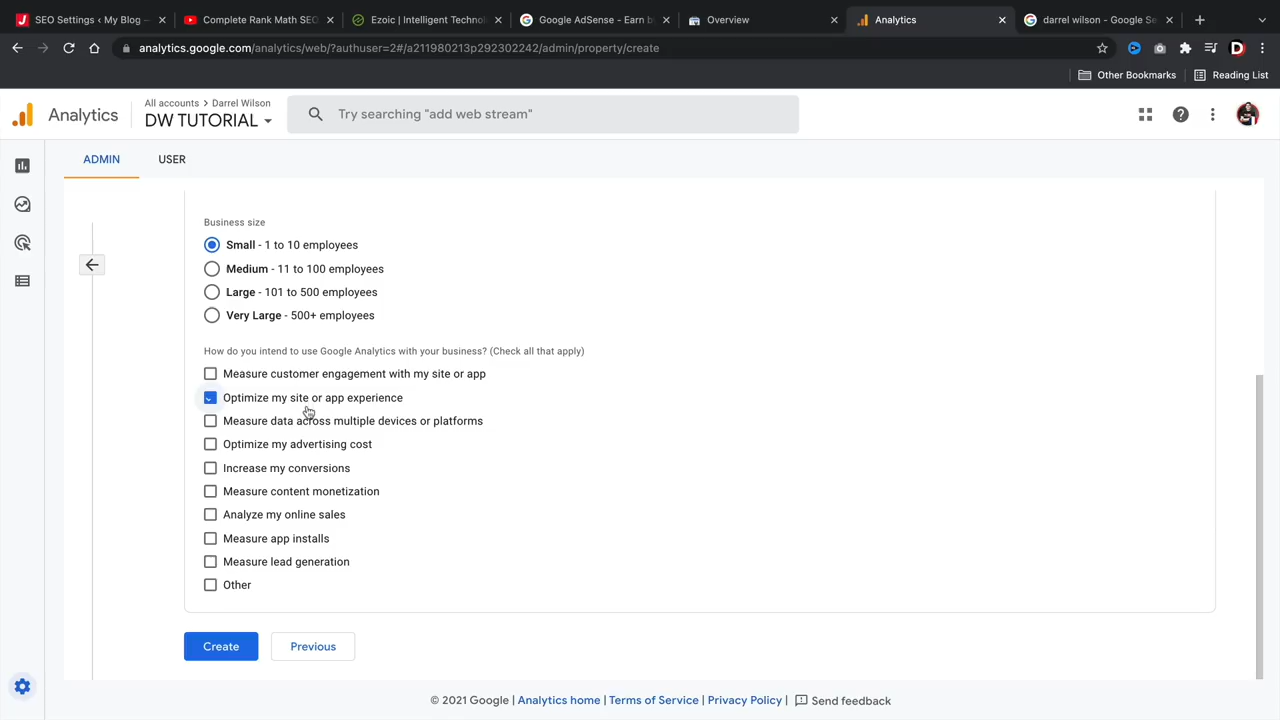 SEO Settings ‹ My Blog —
Complete Rank Math SEO
Ezoic | Intelligent Technol
Google AdSense - Earn b
Overview
Analytics
darrel wilson - Google Se
analytics.google.com/analytics/web/?authuser=2#/a211980213p292302242/admin/property/create
D
Other Bookmarks
Reading List
Analytics
All accounts > Darrel Wilson
DW TUTORIAL
Try searching "add web stream"
ADMIN
USER
Business size
Small - 1 to 10 employees
Medium - 11 to 100 employees
Large - 101 to 500 employees
Very Large - 500+ employees
How do you intend to use Google Analytics with your business? (Check all that apply)
Measure customer engagement with my site or app
Optimize my site or app experience
Measure data across multiple devices or platforms
Optimize my advertising cost
Increase my conversions
Measure content monetization
Analyze my online sales
Measure app installs
Measure lead generation
Other
Create
Previous
© 2021 Google | Analytics home | Terms of Service | Privacy Policy | Send feedback